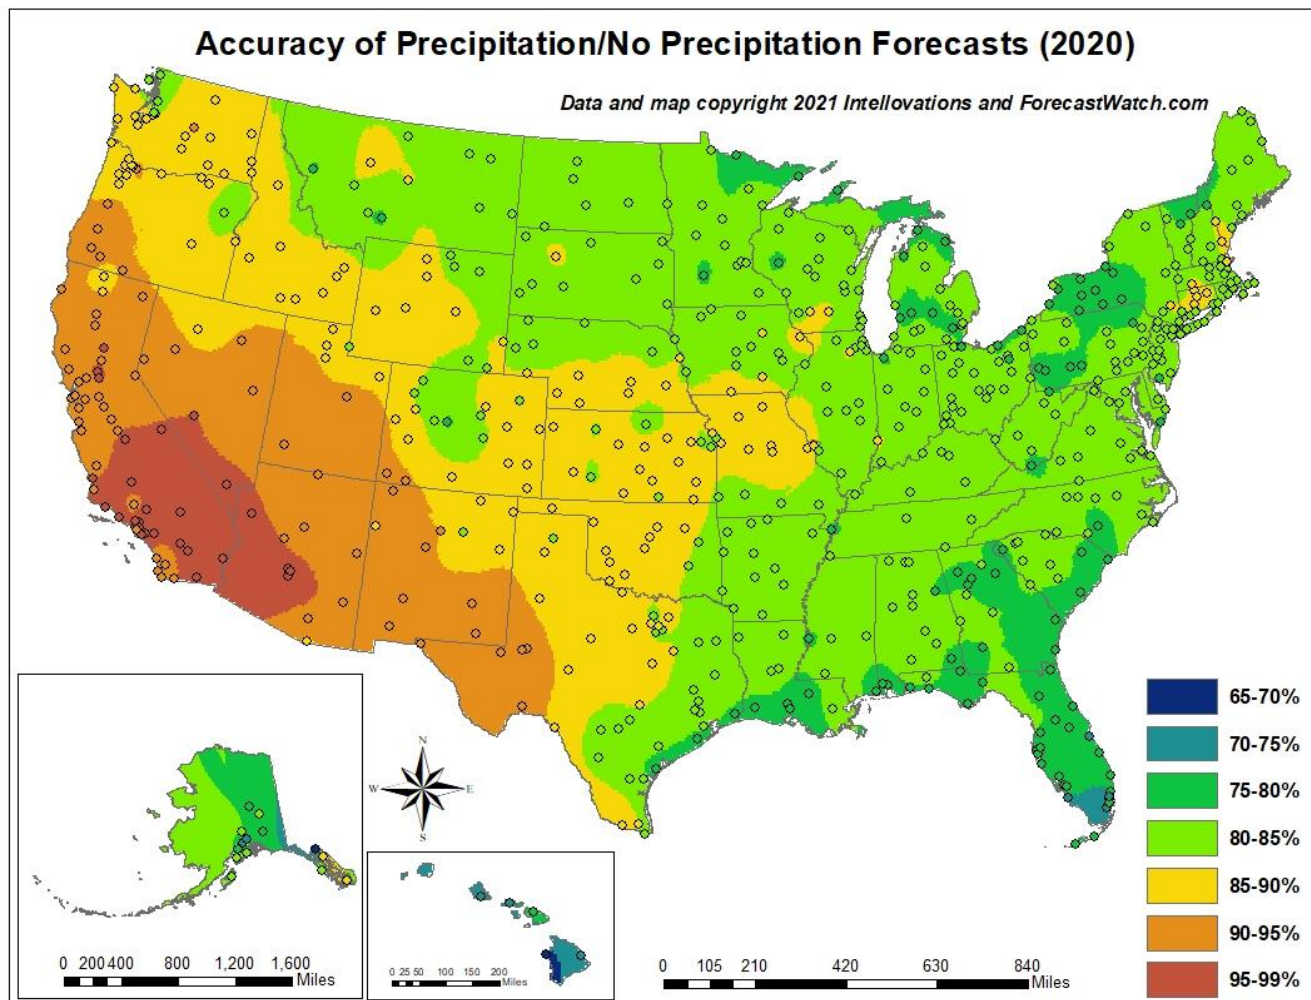 Accuracy of Precipitation/No Precipitation Forecasts (2020)
Data and map copyright 2021 Intellovations and ForecastWatch.com
65-70%
70-75%
75-80%
80-85%
85-90%
90-95%
95-99%
N
W E
S
0 200 400 800 1,200 1,600
Miles
0 25 50 100 150 200
Miles
0 105 210 420 630 840
Miles